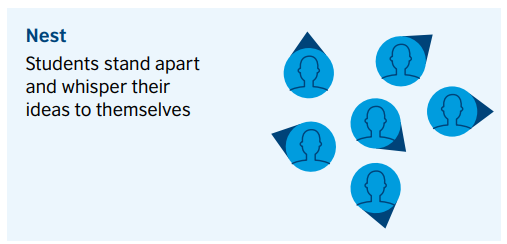 Nest
Students stand apart
and whisper their
ideas to themselves